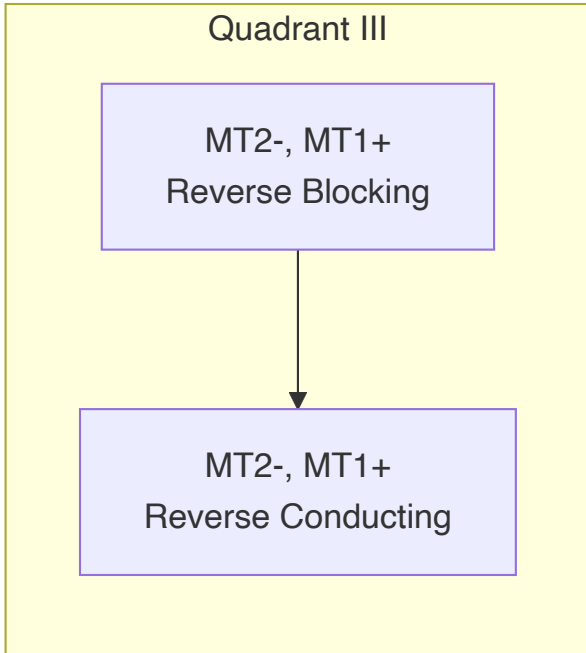 Quadrant III
MT2-, MT1+
Reverse Blocking
MT2-, MT1+
Reverse Conducting